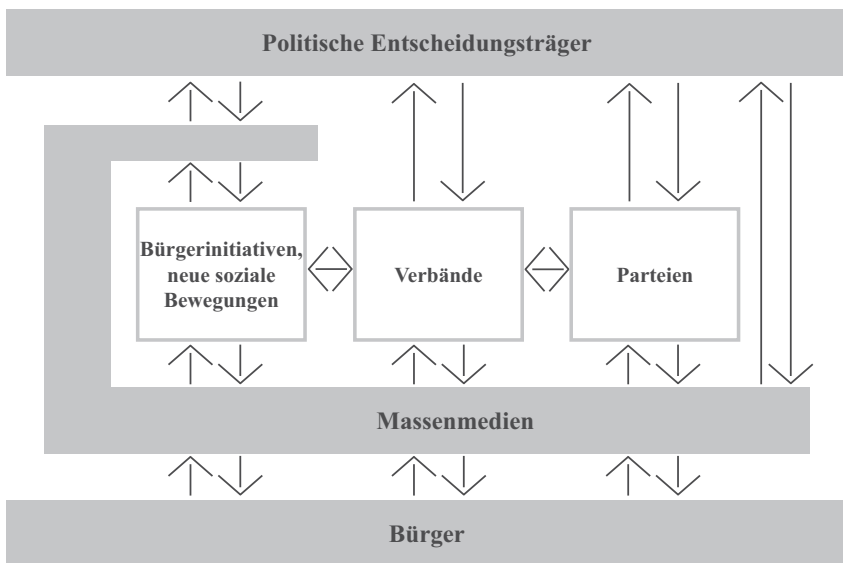 Politische Entscheidungsträger
Bürgerinitiativen,
neue soziale
Bewegungen
Verbände
Parteien
Massenmedien
Bürger